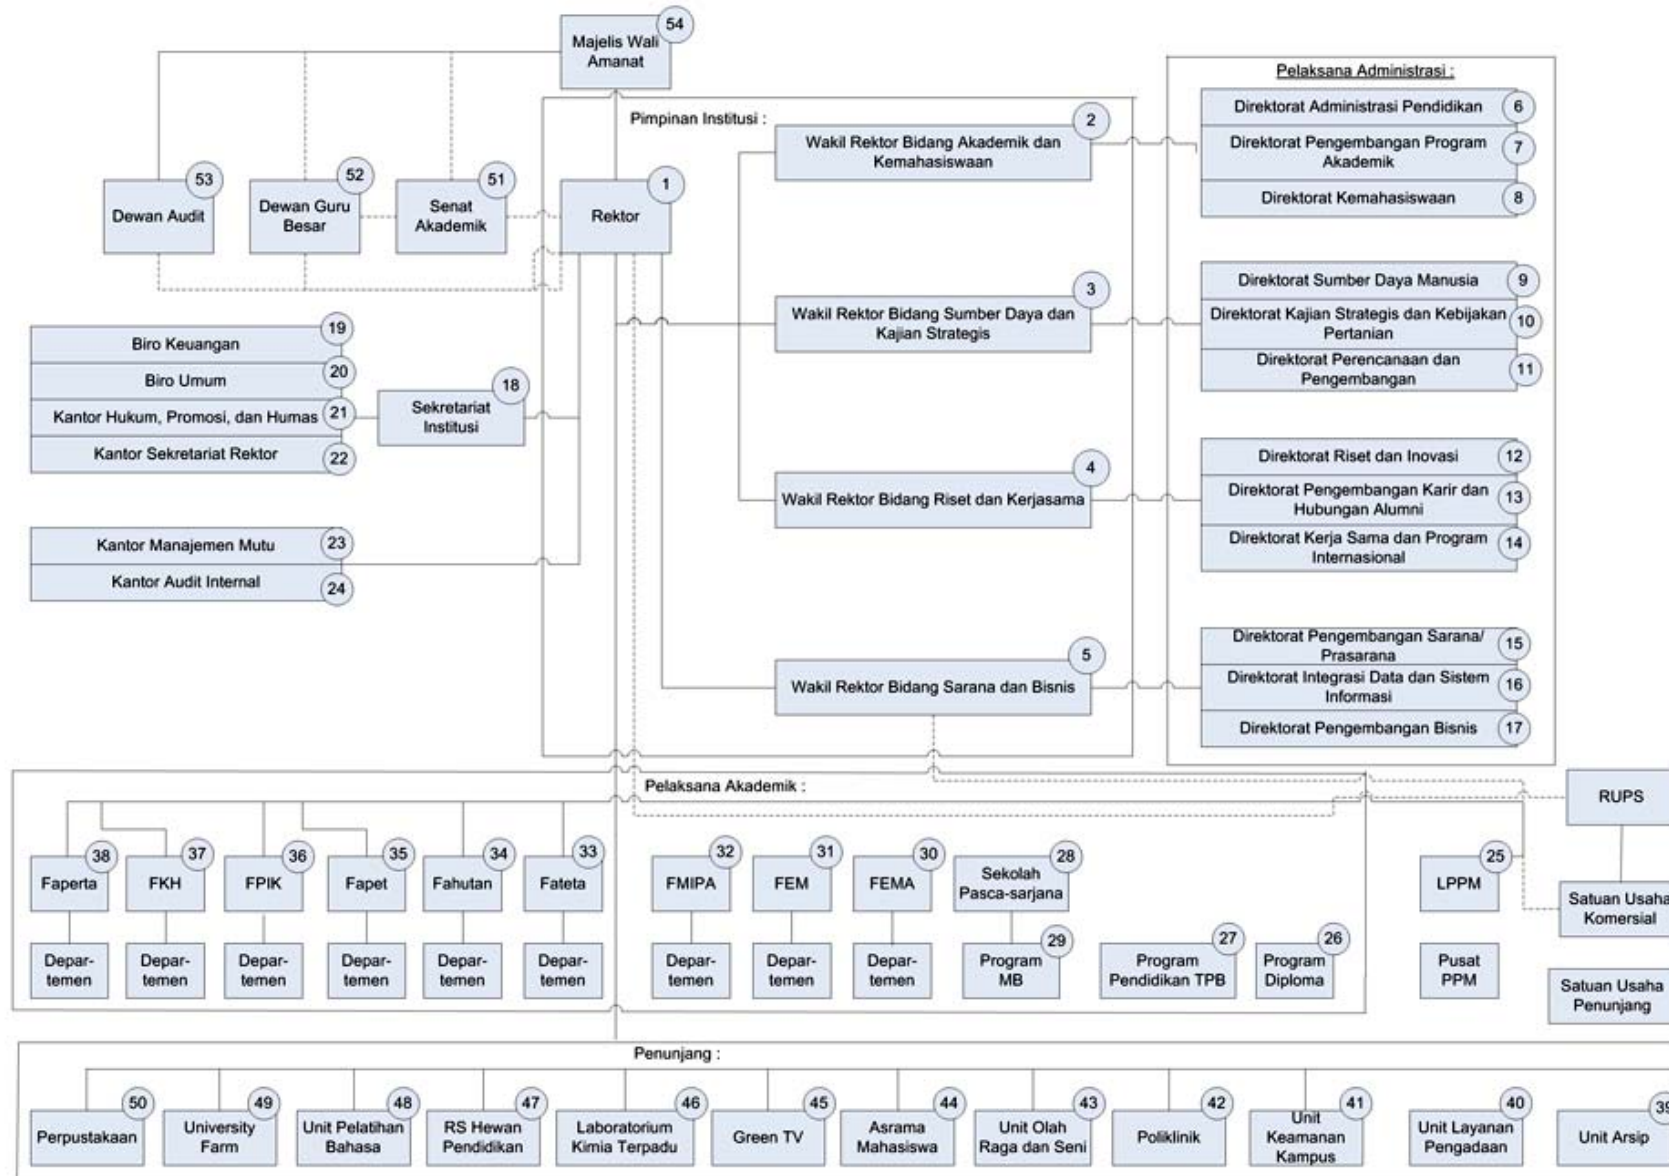 54
Majelis Wali
Amanat
Pelaksana Administrasi :
Pimpinan Institusi :
2
Wakil Rektor Bidang Akademik dan
Kemahasiswaan
Direktorat Administrasi Pendidikan
6
Direktorat Pengembangan Program
Akademik
7
Direktorat Kemahasiswaan
8
53
Dewan Audit
52
Dewan Guru
Besar
51
Senat
Akademik
1
Rektor
3
Wakil Rektor Bidang Sumber Daya dan
Kajian Strategis
Direktorat Sumber Daya Manusia
9
Direktorat Kajian Strategis dan Kebijakan
Pertanian
10
Direktorat Perencanaan dan
Pengembangan
11
19
Biro Keuangan
20
Biro Umum
Kantor Hukum, Promosi, dan Humas
21
Kantor Sekretariat Rektor
22
18
Sekretariat
Institusi
4
Wakil Rektor Bidang Riset dan Kerjasama
Direktorat Riset dan Inovasi
12
Direktorat Pengembangan Karir dan
Hubungan Alumni
13
Direktorat Kerja Sama dan Program
Internasional
14
Kantor Manajemen Mutu
23
Kantor Audit Internal
24
5
Wakil Rektor Bidang Sarana dan Bisnis
Direktorat Pengembangan Sarana/
Prasarana
15
Direktorat Integrasi Data dan Sistem
Informasi
16
Direktorat Pengembangan Bisnis
17
Pelaksana Akademik :
RUPS
38
Faperta
37
FKH
36
FPIK
35
Fapet
34
Fahutan
33
Fateta
32
FMIPA
31
FEM
30
FEMA
28
Sekolah
Pasca-sarjana
25
LPPM
Satuan Usaha
Komersial
Depar-
temen
Depar-
temen
Depar-
temen
Depar-
temen
Depar-
temen
Depar-
temen
Depar-
temen
Depar-
temen
Depar-
temen
29
Program
MB
27
Program
Pendidikan TPB
26
Program
Diploma
Pusat
PPM
Satuan Usaha
Penunjang
Penunjang :
50
Perpustakaan
49
University
Farm
48
Unit Pelatihan
Bahasa
47
RS Hewan
Pendidikan
46
Laboratorium
Kimia Terpadu
45
Green TV
44
Asrama
Mahasiswa
43
Unit Olah
Raga dan Seni
42
Poliklinik
41
Unit
Keamanan
Kampus
40
Unit Layanan
Pengadaan
39
Unit Arsip